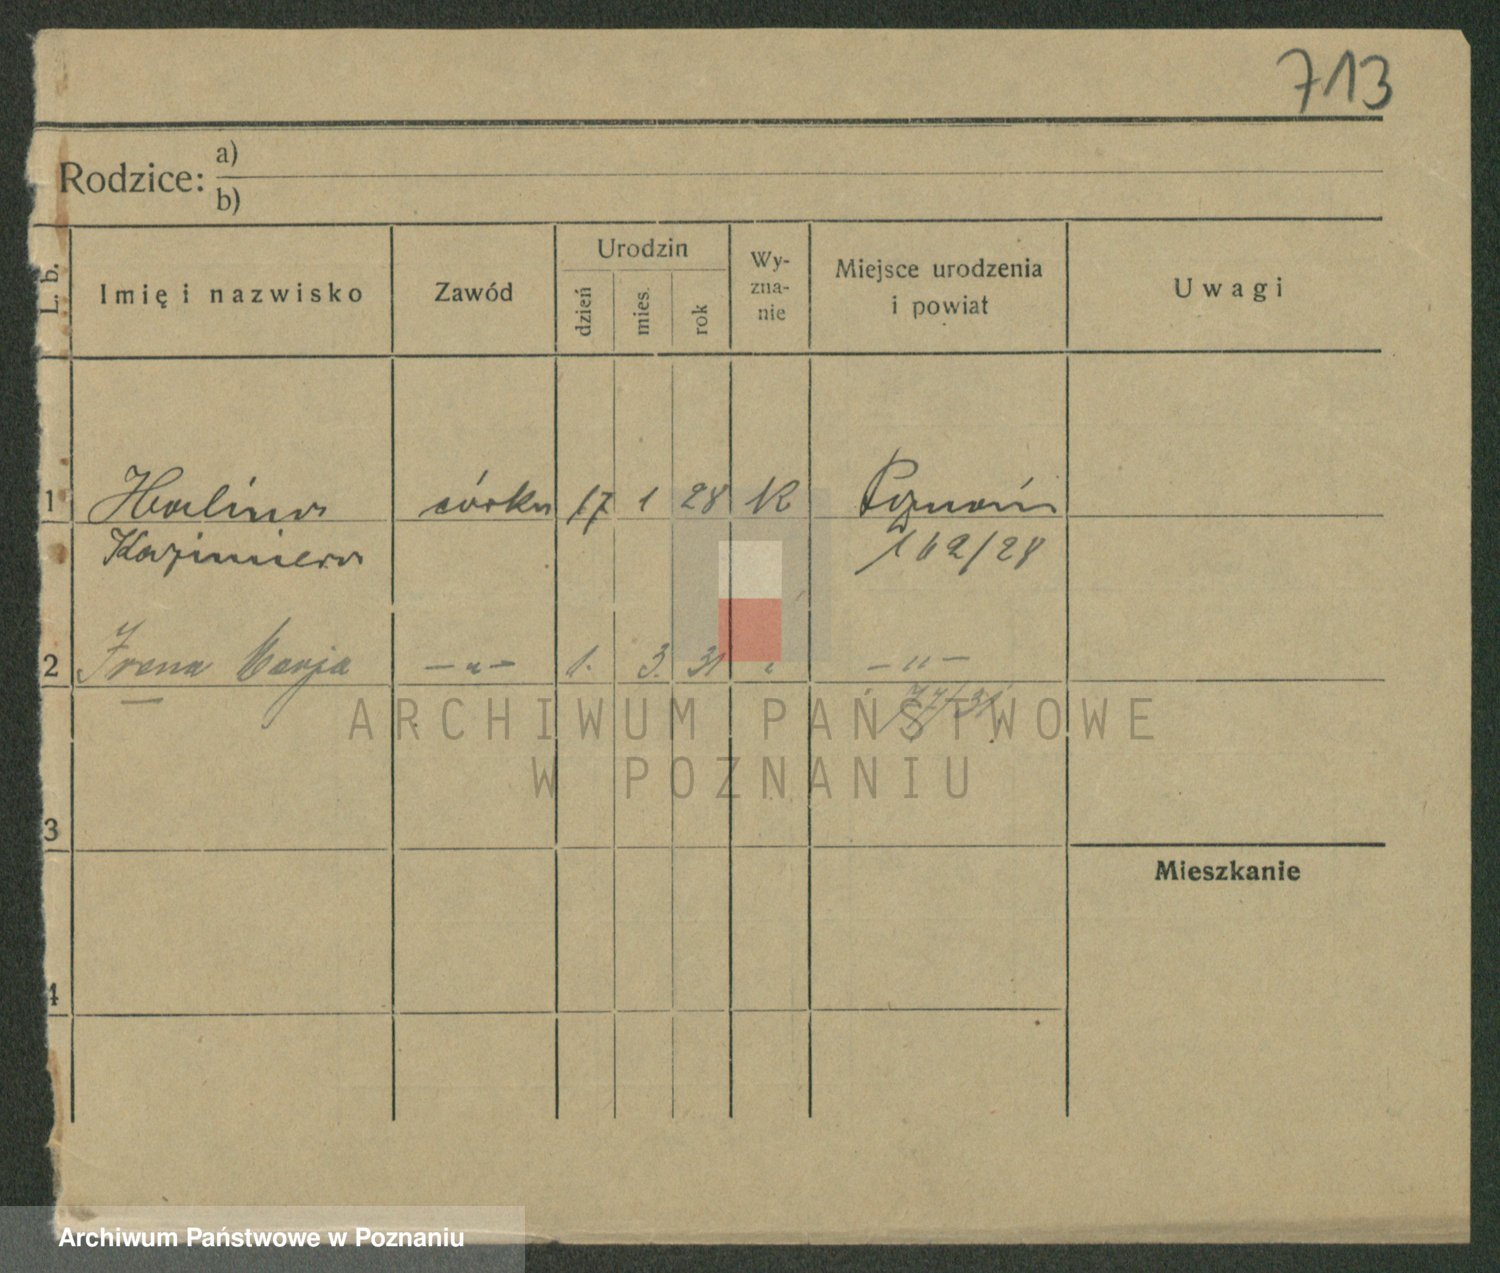 713
Rodzice: a)
b)
L. b. Imię i nazwisko Zawód Urodzin dzień mies. rok Wy-zna-nie Miejsce urodzenia i powiat Uwagi
1 Halina córka 17 1 28 K Poznań
Kazimiera 162/28
2 Irena Marja — „ — 1. 3. 31 „ — „ —
77/31
ARCHIWUM PAŃSTWOWE
W POZNANIU
3
Mieszkanie
4
Archiwum Państwowe w Poznaniu